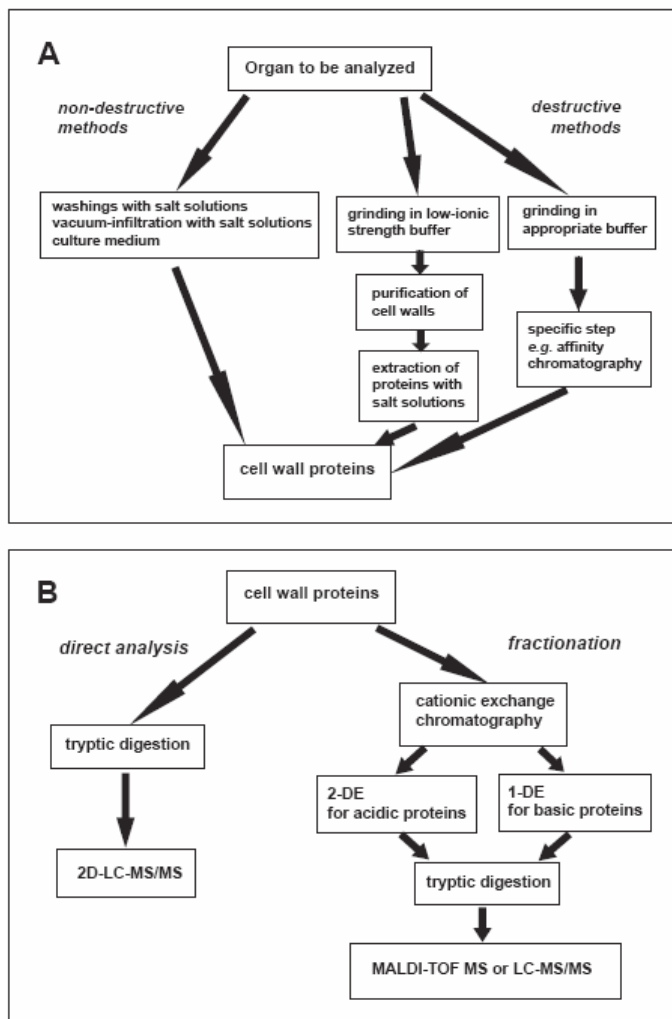 A
Organ to be analyzed
non-destructive
methods
destructive
methods
washings with salt solutions
vacuum-infiltration with salt solutions
culture medium
grinding in low-ionic
strength buffer
grinding in
appropriate buffer
purification of
cell walls
specific step
e.g. affinity
chromatography
extraction of
proteins with
salt solutions
cell wall proteins
B
cell wall proteins
direct analysis
fractionation
cationic exchange
chromatography
tryptic digestion
2-DE
for acidic proteins
1-DE
for basic proteins
2D-LC-MS/MS
tryptic digestion
MALDI-TOF MS or LC-MS/MS